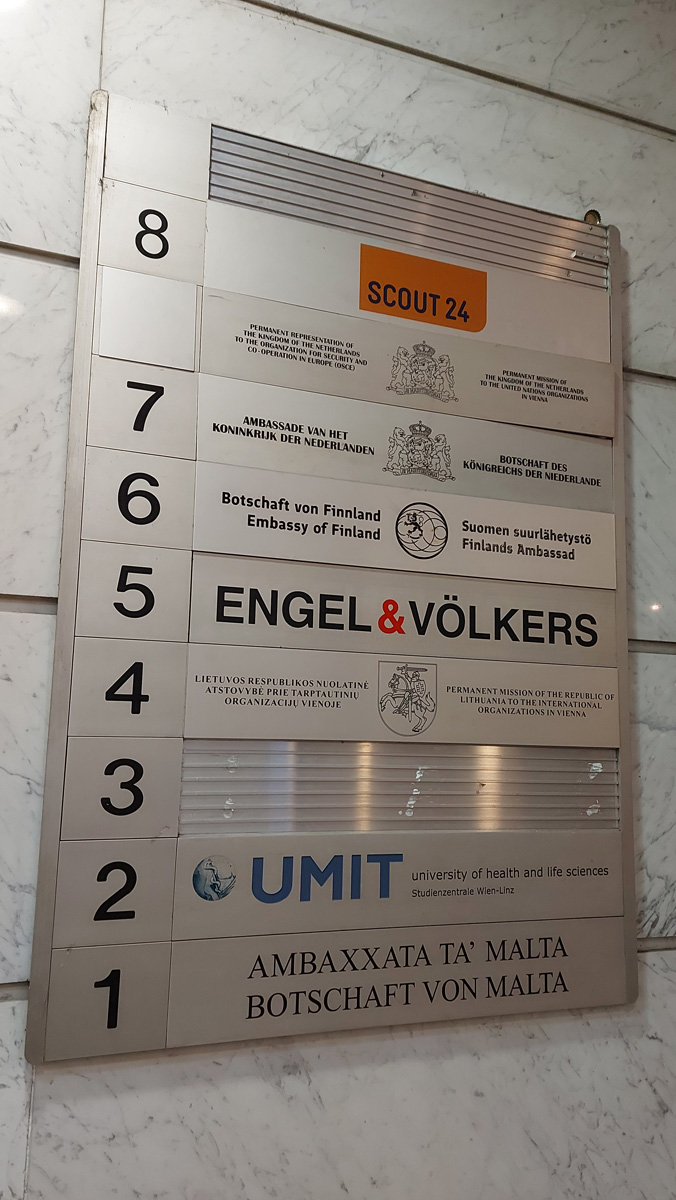 8
SCOUT 24
PERMANENT REPRESENTATION OF
THE KINGDOM OF THE NETHERLANDS
TO THE ORGANIZATION FOR SECURITY AND
CO-OPERATION IN EUROPE (OSCE)
PERMANENT MISSION OF
THE KINGDOM OF THE NETHERLANDS
TO THE UNITED NATIONS ORGANIZATIONS
IN VIENNA
7
AMBASSADE VAN HET
KONINKRIJK DER NEDERLANDEN
BOTSCHAFT DES
KÖNIGREICHS DER NIEDERLANDE
6
Botschaft von Finnland
Embassy of Finland
Suomen suurlähetystö
Finlands Ambassad
5
ENGEL&VÖLKERS
4
LIETUVOS RESPUBLIKOS NUOLATINĖ
ATSTOVYBĖ PRIE TARPTAUTINIŲ
ORGANIZACIJŲ VIENOJE
PERMANENT MISSION OF THE REPUBLIC OF
LITHUANIA TO THE INTERNATIONAL
ORGANIZATIONS IN VIENNA
3
2
UMIT
university of health and life sciences
Studienzentrale Wien-Linz
1
AMBAXXATA TA' MALTA
BOTSCHAFT VON MALTA